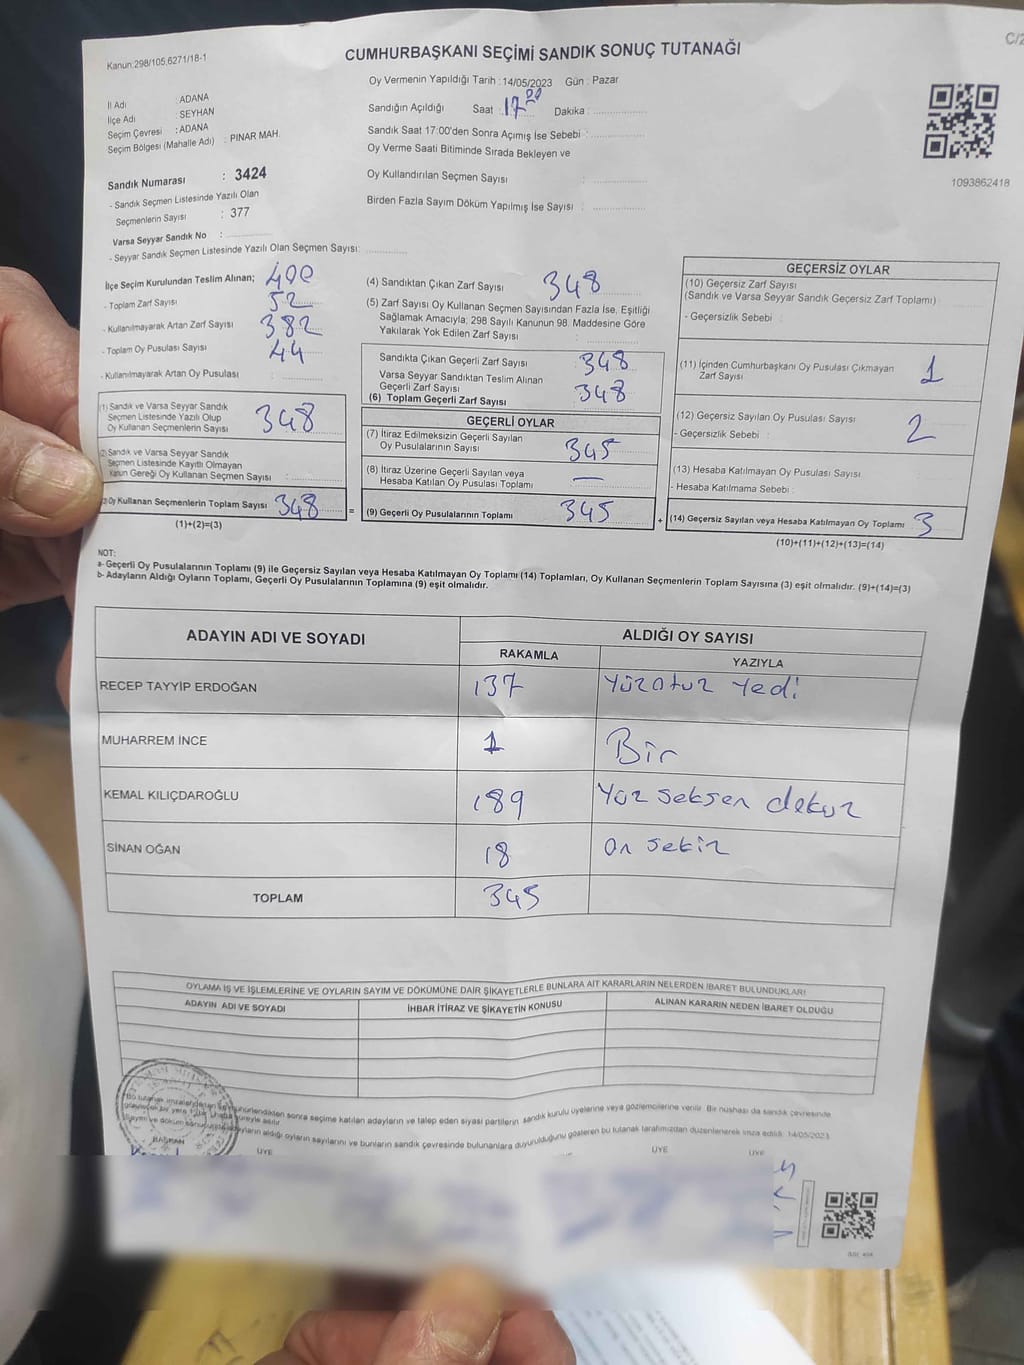 Kanun:298/105,6271/18-1
CUMHURBAŞKANI SEÇİMİ SANDIK SONUÇ TUTANAĞI
C/2
Oy Vermenin Yapıldığı Tarih : 14/05/2023 Gün : Pazar
İl Adı : ADANA
İlçe Adı : SEYHAN
Seçim Çevresi : ADANA
Seçim Bölgesi (Mahalle Adı) : PINAR MAH.
Sandığın Açıldığı Saat : 17 00 Dakika :
Sandık Saat 17:00'den Sonra Açımış İse Sebebi :
Oy Verme Saati Bitiminde Sırada Bekleyen ve
Oy Kullandırılan Seçmen Sayısı :
Birden Fazla Sayım Döküm Yapılmış İse Sayısı :
1093862418
Sandık Numarası : 3424
- Sandık Seçmen Listesinde Yazılı Olan
Seçmenlerin Sayısı : 377
Varsa Seyyar Sandık No :
- Seyyar Sandık Seçmen Listesinde Yazılı Olan Seçmen Sayısı:
İlçe Seçim Kurulundan Teslim Alınan; 400
- Toplam Zarf Sayısı 52
- Kullanılmayarak Artan Zarf Sayısı 382
- Toplam Oy Pusulası Sayısı 44
- Kullanılmayarak Artan Oy Pusulası :
(1) Sandık ve Varsa Seyyar Sandık
Seçmen Listesinde Yazılı Olup
Oy Kullanan Seçmenlerin Sayısı 348
(2) Sandık ve Varsa Seyyar Sandık
Seçmen Listesinde Kayıtlı Olmayan
Kanun Gereği Oy Kullanan Seçmen Sayısı :
(3) Oy Kullanan Seçmenlerin Toplam Sayısı 348 =
(1)+(2)=(3)
(4) Sandıktan Çıkan Zarf Sayısı 348
(5) Zarf Sayısı Oy Kullanan Seçmen Sayısından Fazla İse, Eşitliği
Sağlamak Amacıyla; 298 Sayılı Kanunun 98. Maddesine Göre
Yakılarak Yok Edilen Zarf Sayısı :
Sandıkta Çıkan Geçerli Zarf Sayısı 348
Varsa Seyyar Sandıktan Teslim Alınan
Geçerli Zarf Sayısı 348
(6) Toplam Geçerli Zarf Sayısı
GEÇERLİ OYLAR
(7) İtiraz Edilmeksizin Geçerli Sayılan
Oy Pusulalarının Sayısı 345
(8) İtiraz Üzerine Geçerli Sayılan veya
Hesaba Katılan Oy Pusulası Toplamı —
(9) Geçerli Oy Pusulalarının Toplamı 345 +
GEÇERSİZ OYLAR
(10) Geçersiz Zarf Sayısı
(Sandık ve Varsa Seyyar Sandık Geçersiz Zarf Toplamı)
- Geçersizlik Sebebi :
(11) İçinden Cumhurbaşkanı Oy Pusulası Çıkmayan
Zarf Sayısı 1
(12) Geçersiz Sayılan Oy Pusulası Sayısı 2
- Geçersizlik Sebebi :
(13) Hesaba Katılmayan Oy Pusulası Sayısı
- Hesaba Katılmama Sebebi :
(14) Geçersiz Sayılan veya Hesaba Katılmayan Oy Toplamı 3
(10)+(11)+(12)+(13)=(14)
NOT:
a- Geçerli Oy Pusulalarının Toplamı (9) ile Geçersiz Sayılan veya Hesaba Katılmayan Oy Toplamı (14) Toplamları, Oy Kullanan Seçmenlerin Toplam Sayısına (3) eşit olmalıdır. (9)+(14)=(3)
b- Adayların Aldığı Oyların Toplamı, Geçerli Oy Pusulalarının Toplamına (9) eşit olmalıdır.
ADAYIN ADI VE SOYADI ALDIĞI OY SAYISI
RAKAMLA YAZIYLA
RECEP TAYYİP ERDOĞAN 137 Yüzotuz Yedi
MUHARREM İNCE 1 Bir
KEMAL KILIÇDAROĞLU 189 Yüz seksen dokuz
SİNAN OĞAN 18 On sekiz
TOPLAM 345
OYLAMA İŞ VE İŞLEMLERİNE VE OYLARIN SAYIM VE DÖKÜMÜNE DAİR ŞİKAYETLERLE BUNLARA AİT KARARLARIN NELERDEN İBARET BULUNDUKLARI
ADAYIN ADI VE SOYADI İHBAR İTİRAZ VE ŞİKAYETİN KONUSU ALINAN KARARIN NEDEN İBARET OLDUĞU
sonra seçime katılan adayların ve talep eden siyasi partilerin sandık kurulu üyelerine veya gözlemcilerine verilir. Bir nushası da sandık çevresinde
aldığı oyların sayılarını ve bunların sandık çevresinde bulunanlara duyurulduğunu gösteren bu tutanak tarafımızdan düzenlenerek imza edildi. 14/05/2023
BAŞKAN ÜYE ÜYE ÜYE